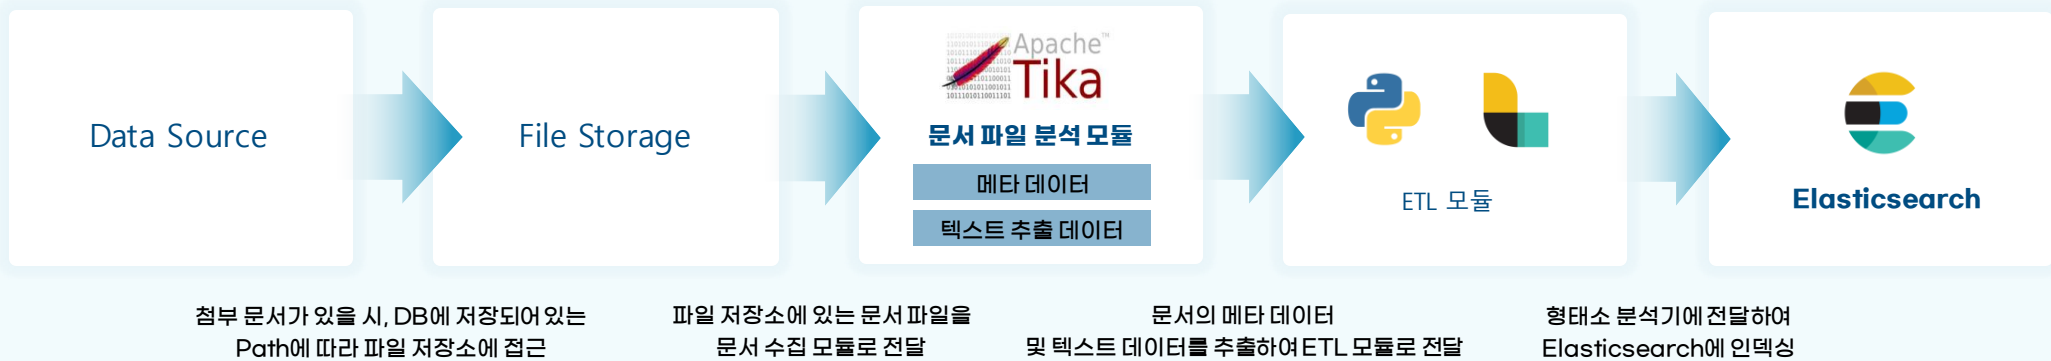 Data Source
File Storage
Apache™
Tika
문서 파일 분석 모듈
메타 데이터
텍스트 추출 데이터
ETL 모듈
Elasticsearch
첨부 문서가 있을 시, DB에 저장되어있는
Path에 따라 파일 저장소에 접근
파일 저장소에 있는 문서파일을
문서 수집 모듈로 전달
문서의 메타 데이터
및 텍스트 데이터를 추출하여ETL 모듈로 전달
형태소 분석기에전달하여
Elasticsearch에 인덱싱